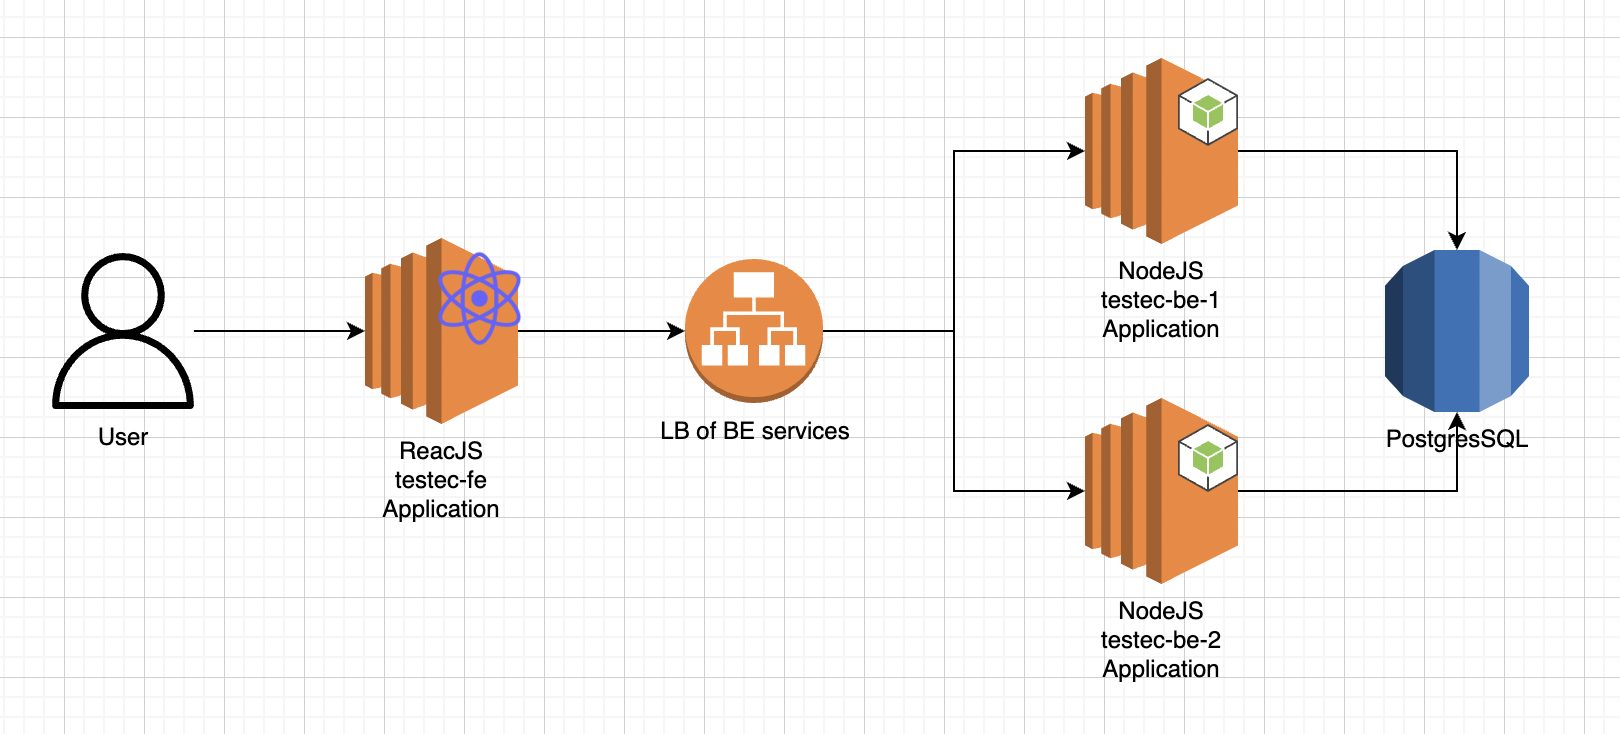 User
ReacJS
testec-fe
Application
LB of BE services
NodeJS
testec-be-1
Application
NodeJS
testec-be-2
Application
PostgresSQL